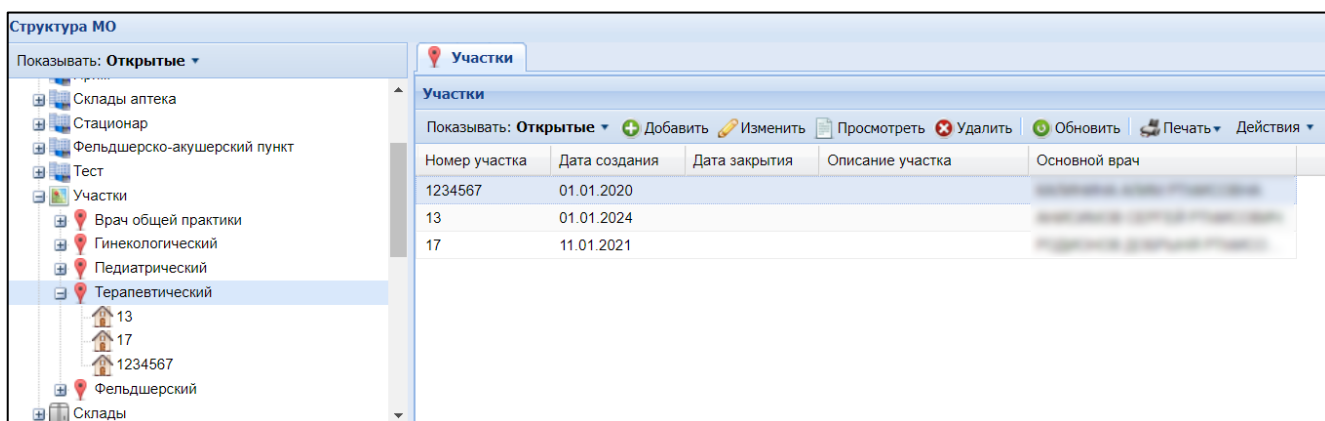 Структура МО
Показывать: Открытые
Склады аптека
Стационар
Фельдшерско-акушерский пункт
Тест
Участки
Врач общей практики
Гинекологический
Педиатрический
Терапевтический
13
17
1234567
Фельдшерский
Склады
Участки
Участки
Показывать: Открытые Добавить Изменить Просмотреть Удалить Обновить Печать Действия
Номер участка Дата создания Дата закрытия Описание участка Основной врач
1234567 01.01.2020
13 01.01.2024
17 11.01.2021